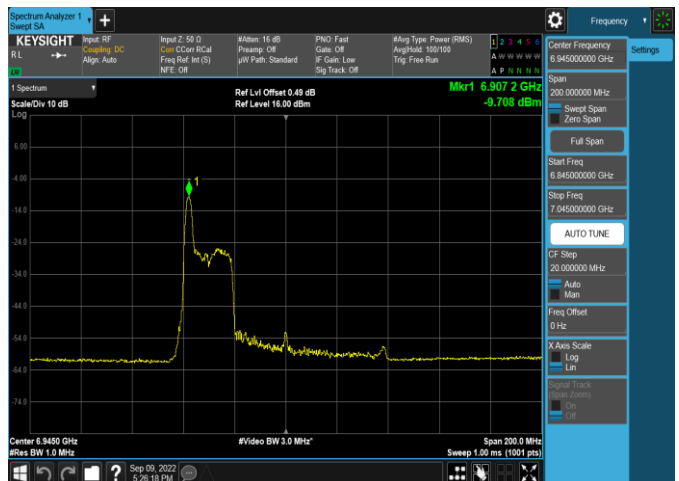 Spectrum Analyzer 1
Swept SA
+
Frequency
KEYSIGHT
R L
LW
Input: RF
Coupling: DC
Align: Auto
Input Z: 50 Ω
Corr CCorr RCal
Freq Ref: Int (S)
NFE: Off
#Atten: 16 dB
Preamp: Off
µW Path: Standard
PNO: Fast
Gate: Off
IF Gain: Low
Sig Track: Off
#Avg Type: Power (RMS)
Avg|Hold: 100/100
Trig: Free Run
1 2 3 4 5 6
A W W W W W
A P N N N N
1 Spectrum
Scale/Div 10 dB
Log
Ref Lvl Offset 0.49 dB
Ref Level 16.00 dBm
Mkr1 6.907 2 GHz
-9.708 dBm
6.00
-4.00
-14.0
-24.0
-34.0
-44.0
-54.0
-64.0
-74.0
1
Center 6.9450 GHz
#Res BW 1.0 MHz
#Video BW 3.0 MHz*
Span 200.0 MHz
Sweep 1.00 ms (1001 pts)
Center Frequency
6.945000000 GHz
Span
200.000000 MHz
Swept Span
Zero Span
Full Span
Start Freq
6.845000000 GHz
Stop Freq
7.045000000 GHz
AUTO TUNE
CF Step
20.000000 MHz
Auto
Man
Freq Offset
0 Hz
X Axis Scale
Log
Lin
Signal Track
(Span Zoom)
On
Off
Settings
?
Sep 09, 2022
5:26:18 PM